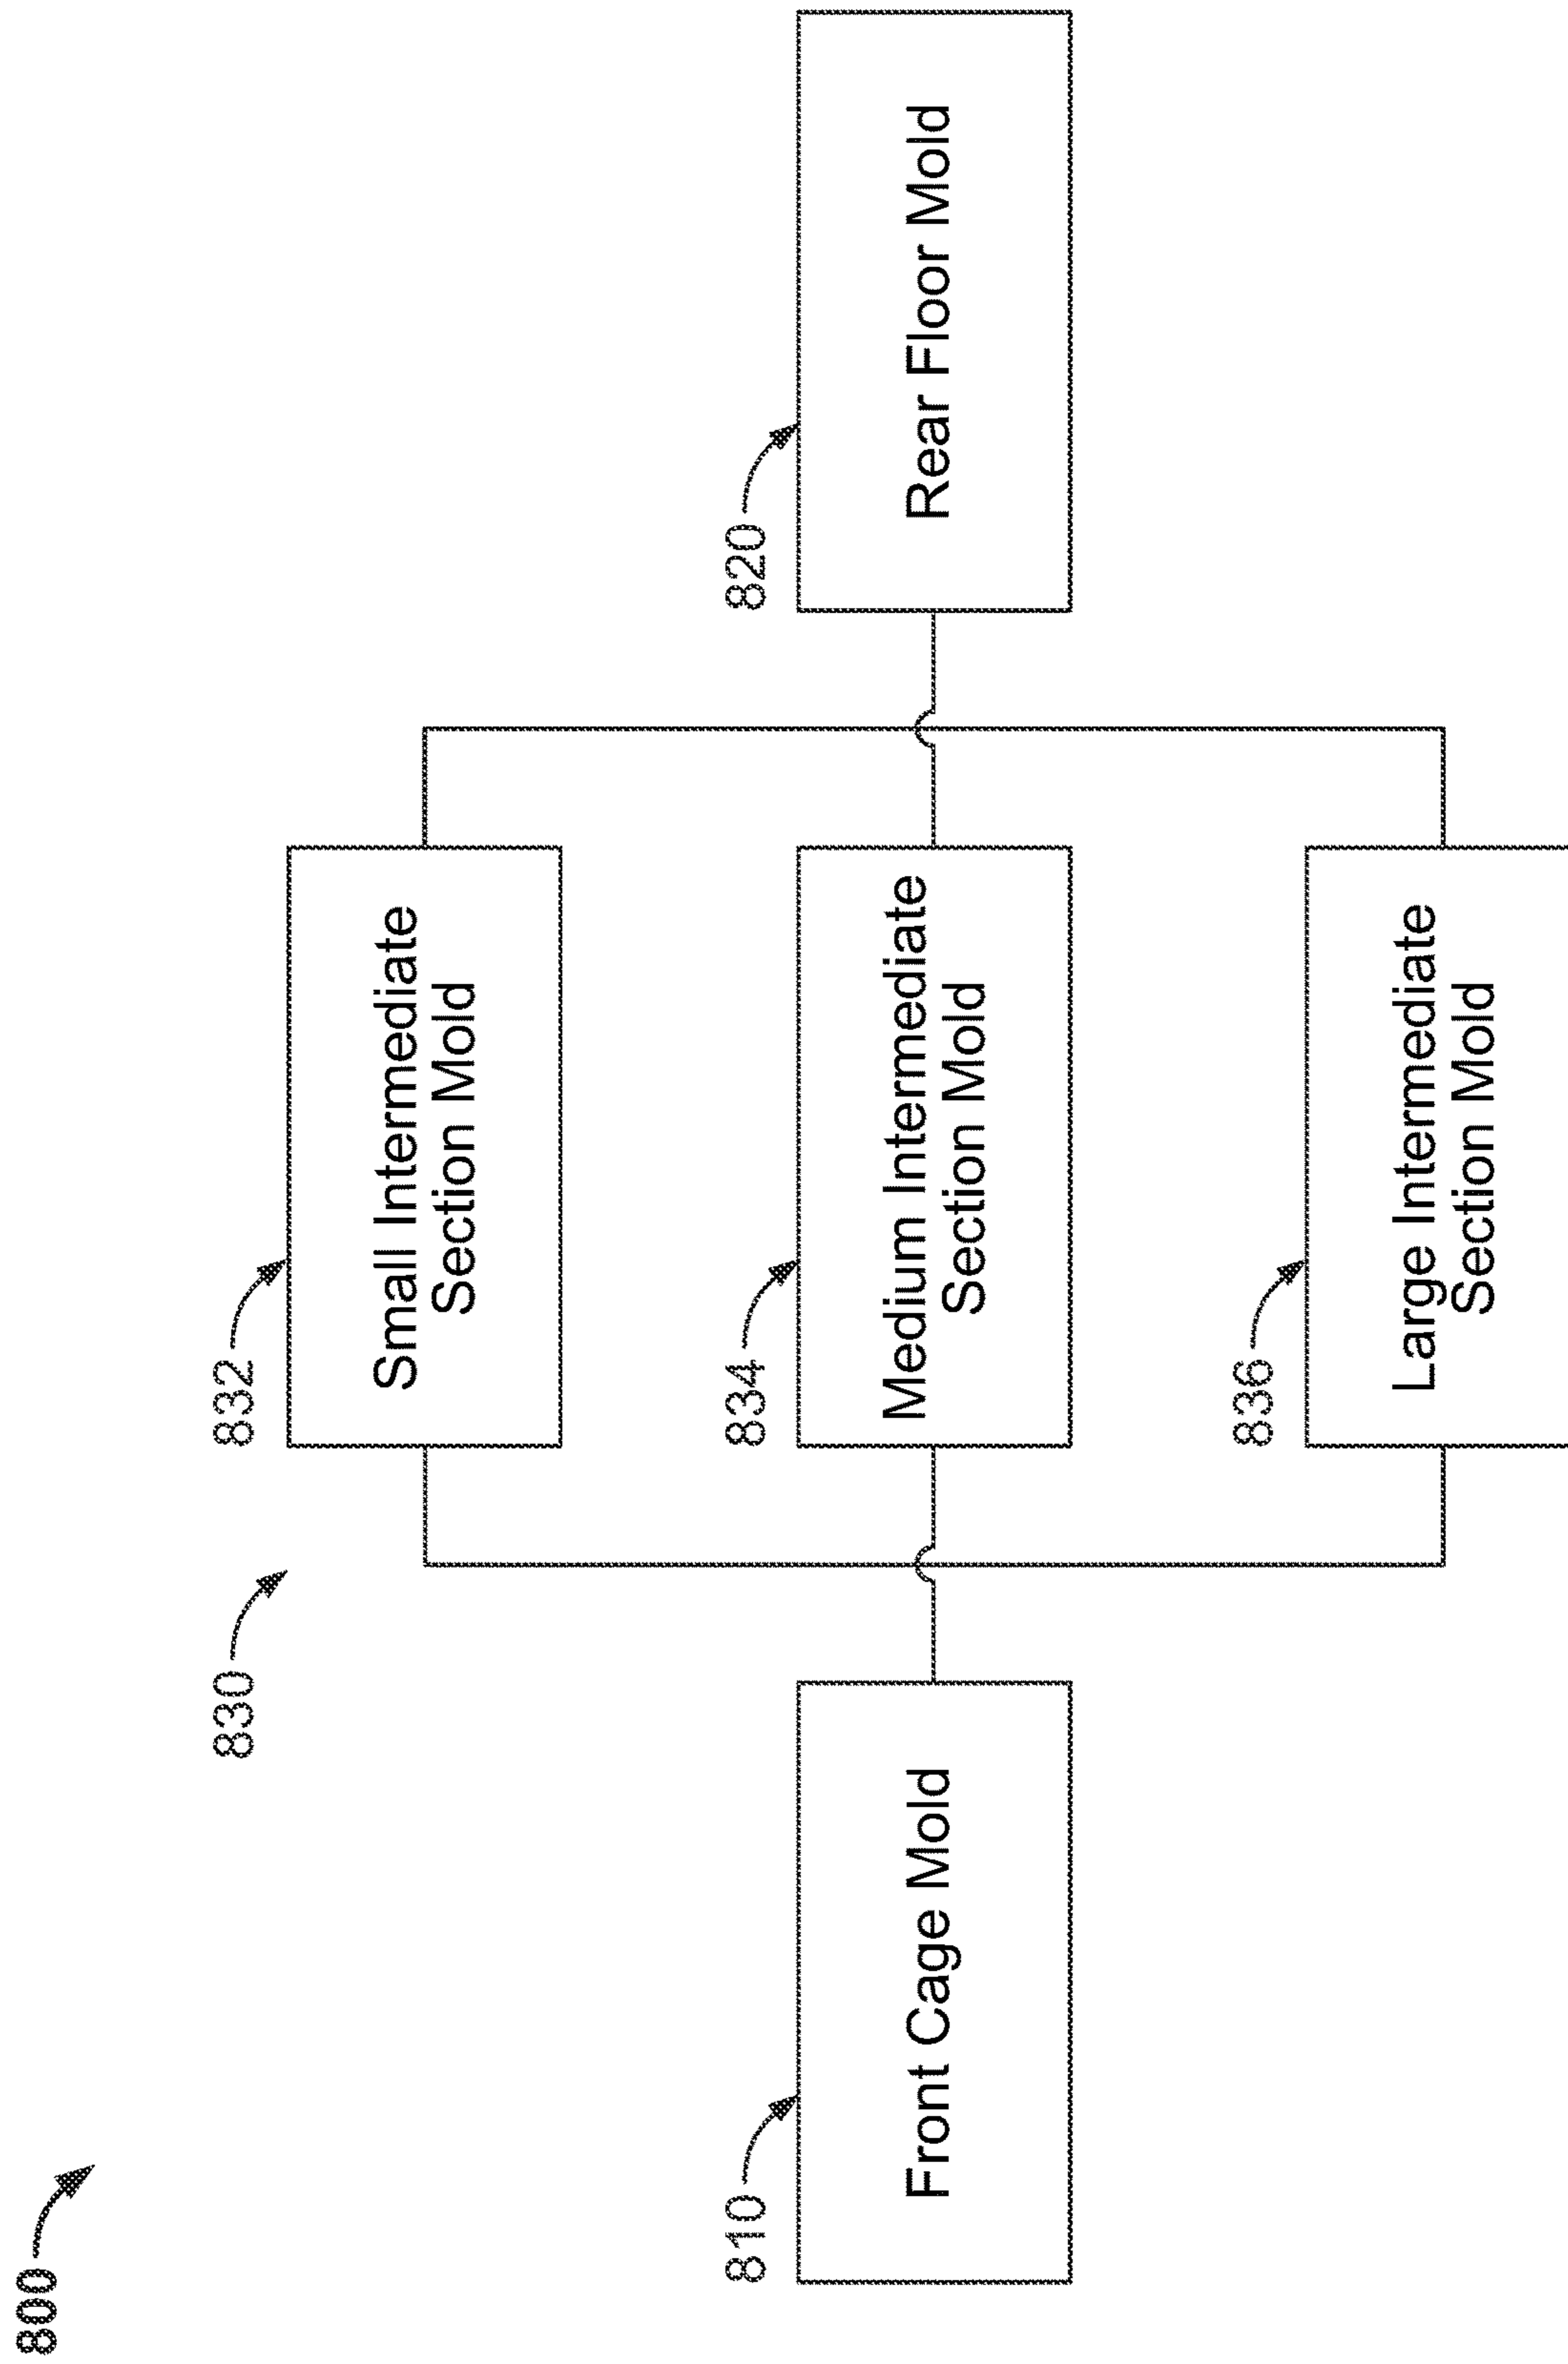 800
830
832
Small Intermediate
Section Mold
810
Front Cage Mold
834
Medium Intermediate
Section Mold
820
Rear Floor Mold
836
Large Intermediate
Section Mold